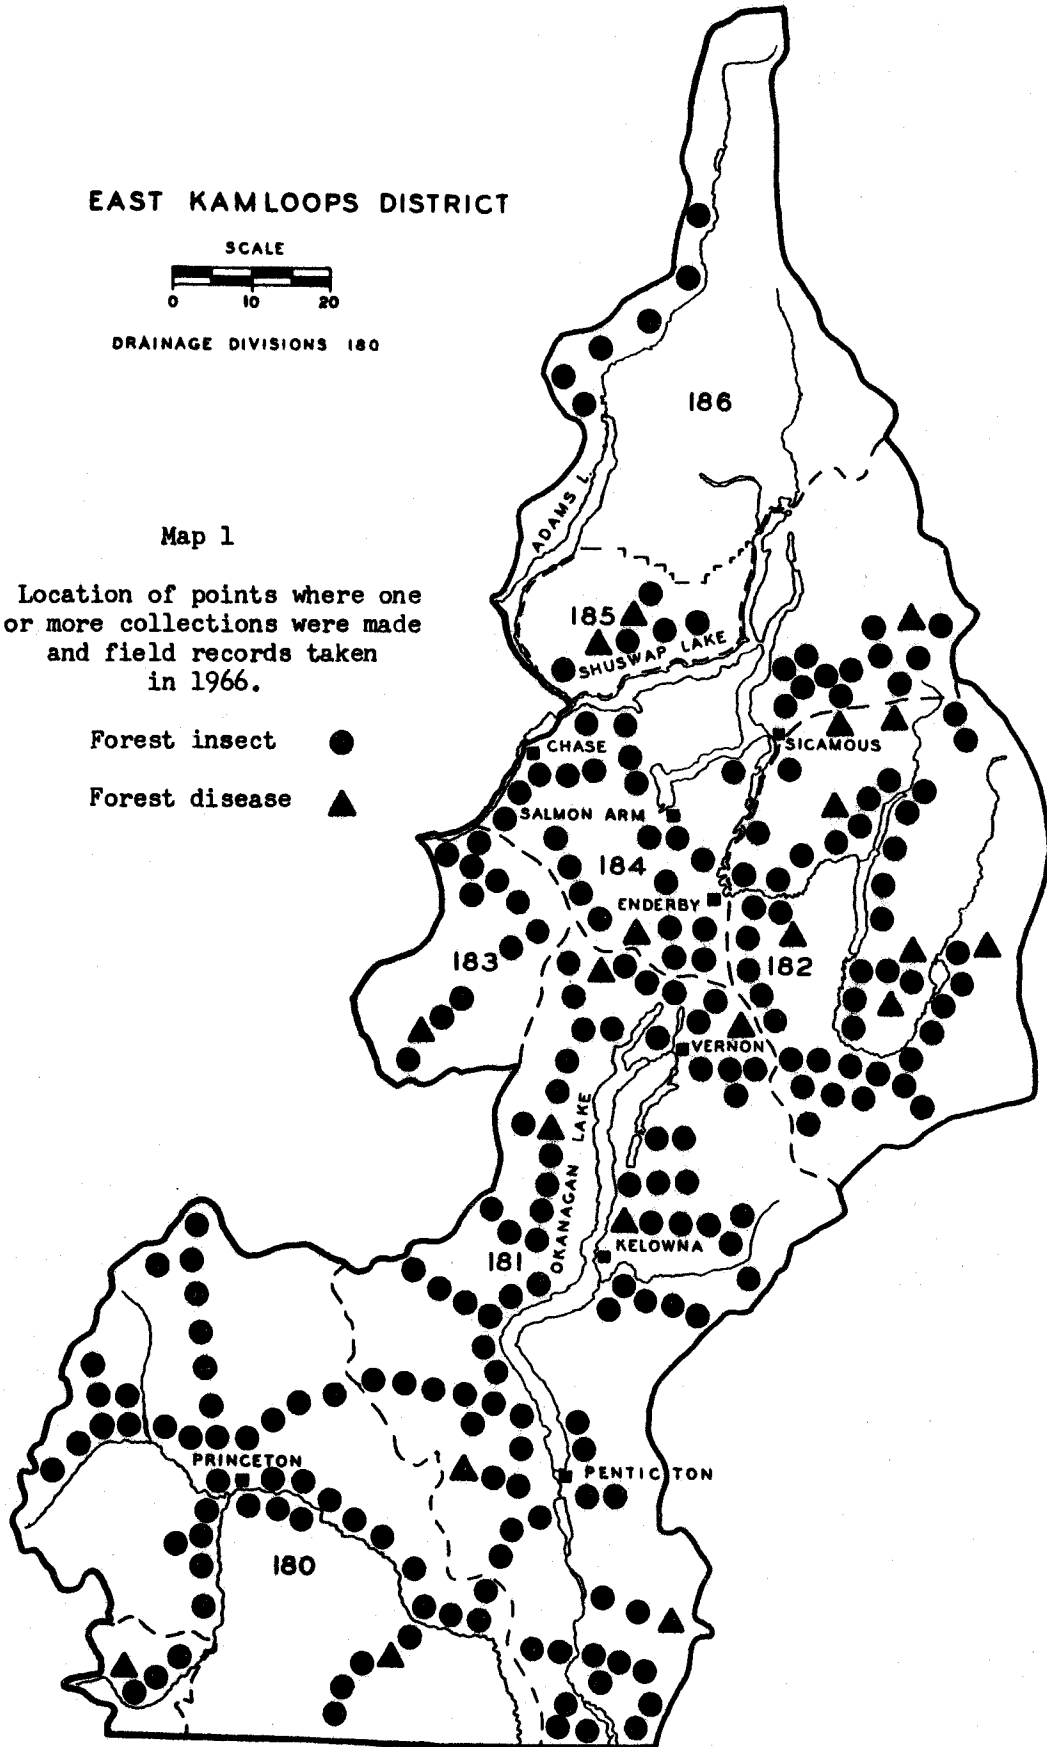 EAST KAMLOOPS DISTRICT
SCALE
0 10 20
DRAINAGE DIVISIONS 180
186
ADAMS L.
Map 1
Location of points where one
or more collections were made
and field records taken
in 1966.
Forest insect
Forest disease
185
SHUSWAP LAKE
CHASE
SICAMOUS
SALMON ARM
184
ENDERBY
183
182
VERNON
OKANAGAN LAKE
181
KELOWNA
PRINCETON
PENTICTON
180